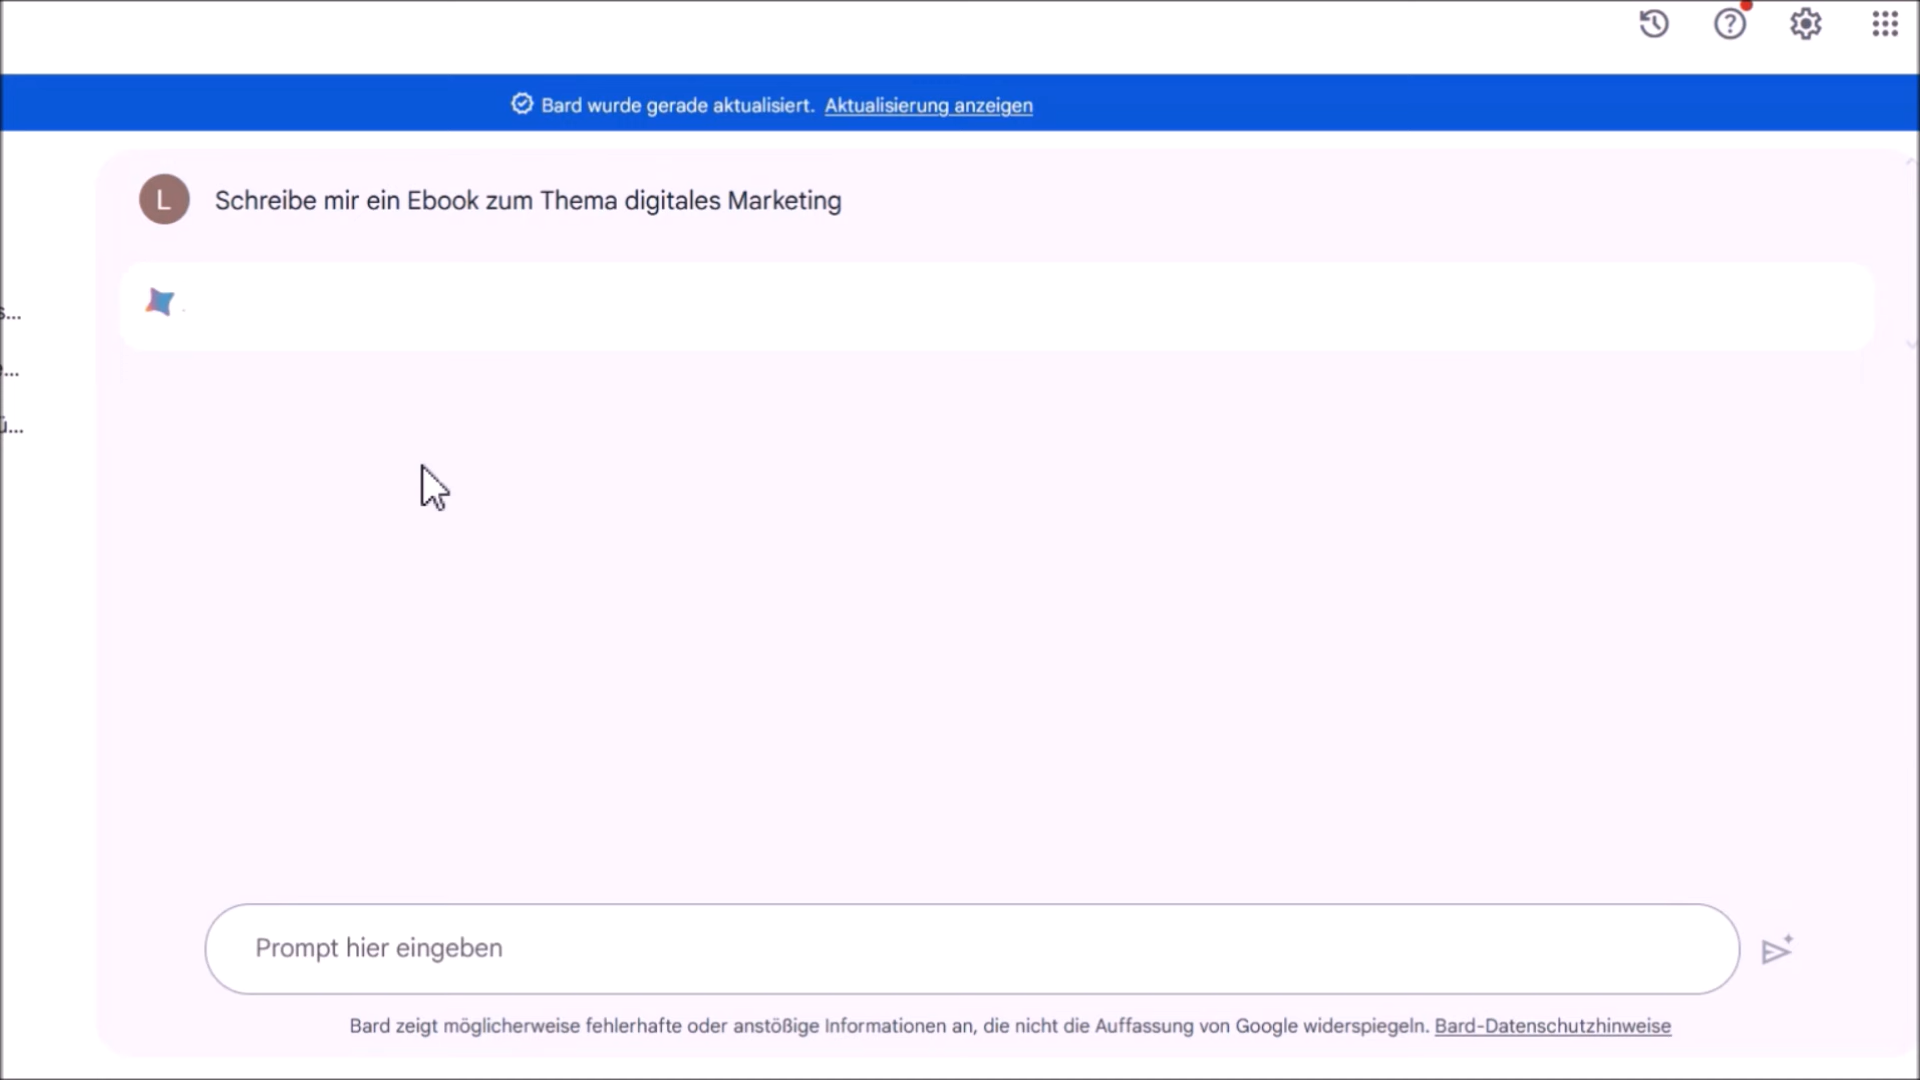 Bard wurde gerade aktualisiert. Aktualisierung anzeigen
L Schreibe mir ein Ebook zum Thema digitales Marketing
s...
...
ü...
Prompt hier eingeben
Bard zeigt möglicherweise fehlerhafte oder anstößige Informationen an, die nicht die Auffassung von Google widerspiegeln. Bard-Datenschutzhinweise